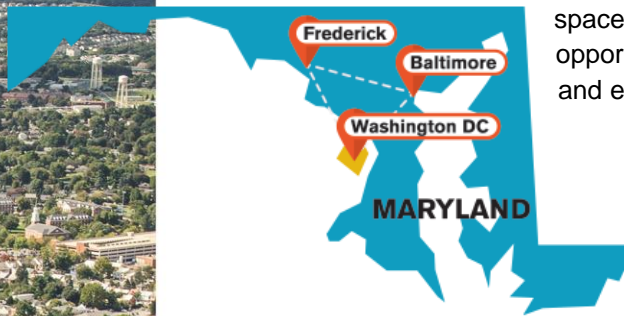 Frederick
Baltimore
Washington DC
MARYLAND
space
oppor
and e